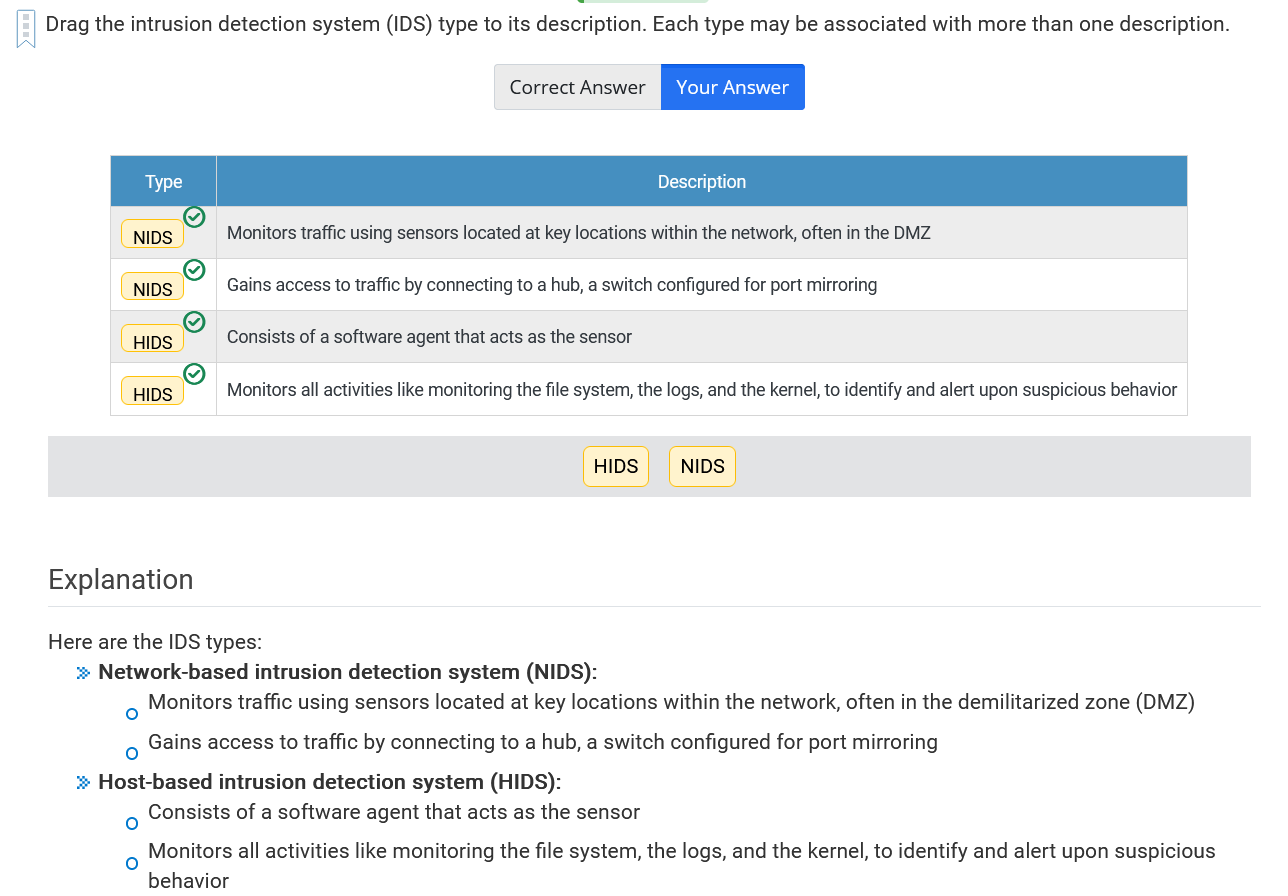 Drag the intrusion detection system (IDS) type to its description. Each type may be associated with more than one description.
Correct Answer Your Answer
Type Description
NIDS Monitors traffic using sensors located at key locations within the network, often in the DMZ
NIDS Gains access to traffic by connecting to a hub, a switch configured for port mirroring
HIDS Consists of a software agent that acts as the sensor
HIDS Monitors all activities like monitoring the file system, the logs, and the kernel, to identify and alert upon suspicious behavior
HIDS NIDS
Explanation
Here are the IDS types:
Network-based intrusion detection system (NIDS):
Monitors traffic using sensors located at key locations within the network, often in the demilitarized zone (DMZ)
Gains access to traffic by connecting to a hub, a switch configured for port mirroring
Host-based intrusion detection system (HIDS):
Consists of a software agent that acts as the sensor
Monitors all activities like monitoring the file system, the logs, and the kernel, to identify and alert upon suspicious
behavior